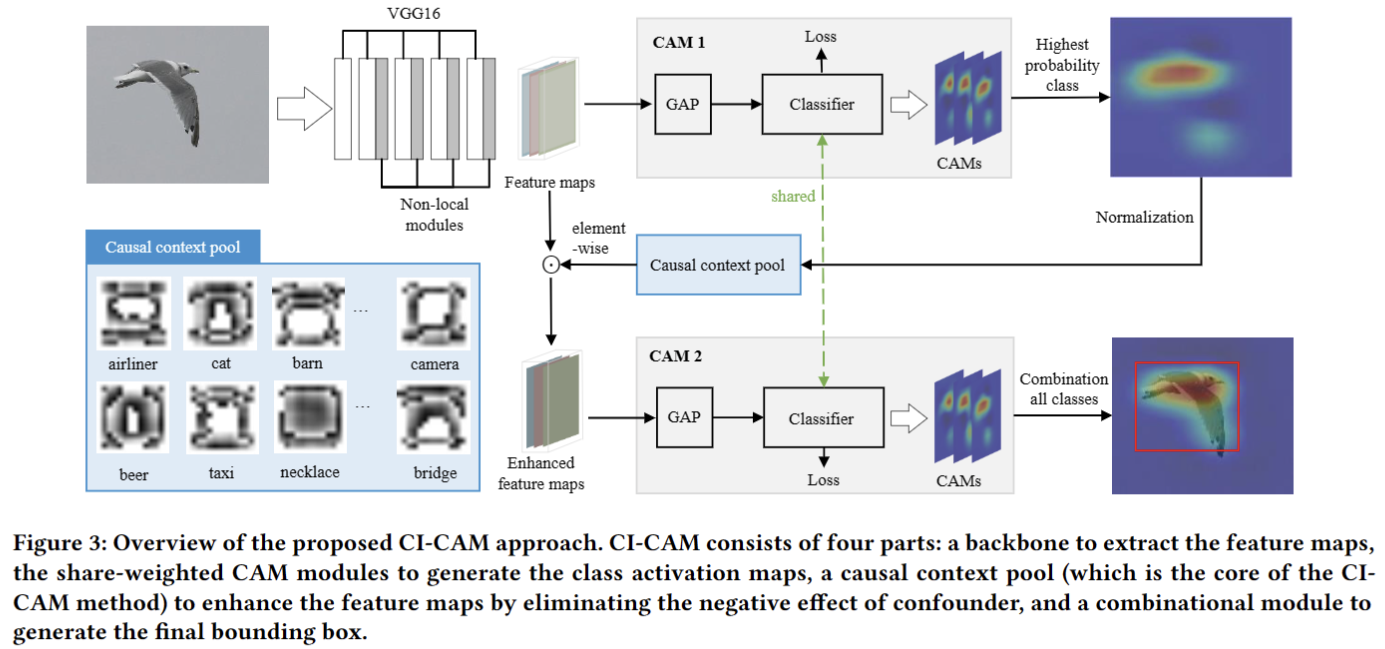 VGG16
Non-local
modules
Feature maps
CAM 1
Loss
GAP
Classifier
CAMs
Highest
probability
class
Normalization
shared
element
-wise
Causal context pool
Causal context pool
airliner
cat
barn
...
camera
beer
taxi
necklace
...
bridge
Enhanced
feature maps
CAM 2
GAP
Classifier
Loss
CAMs
Combination
all classes
Figure 3: Overview of the proposed CI-CAM approach. CI-CAM consists of four parts: a backbone to extract the feature maps,
the share-weighted CAM modules to generate the class activation maps, a causal context pool (which is the core of the CI-
CAM method) to enhance the feature maps by eliminating the negative effect of confounder, and a combinational module to
generate the final bounding box.